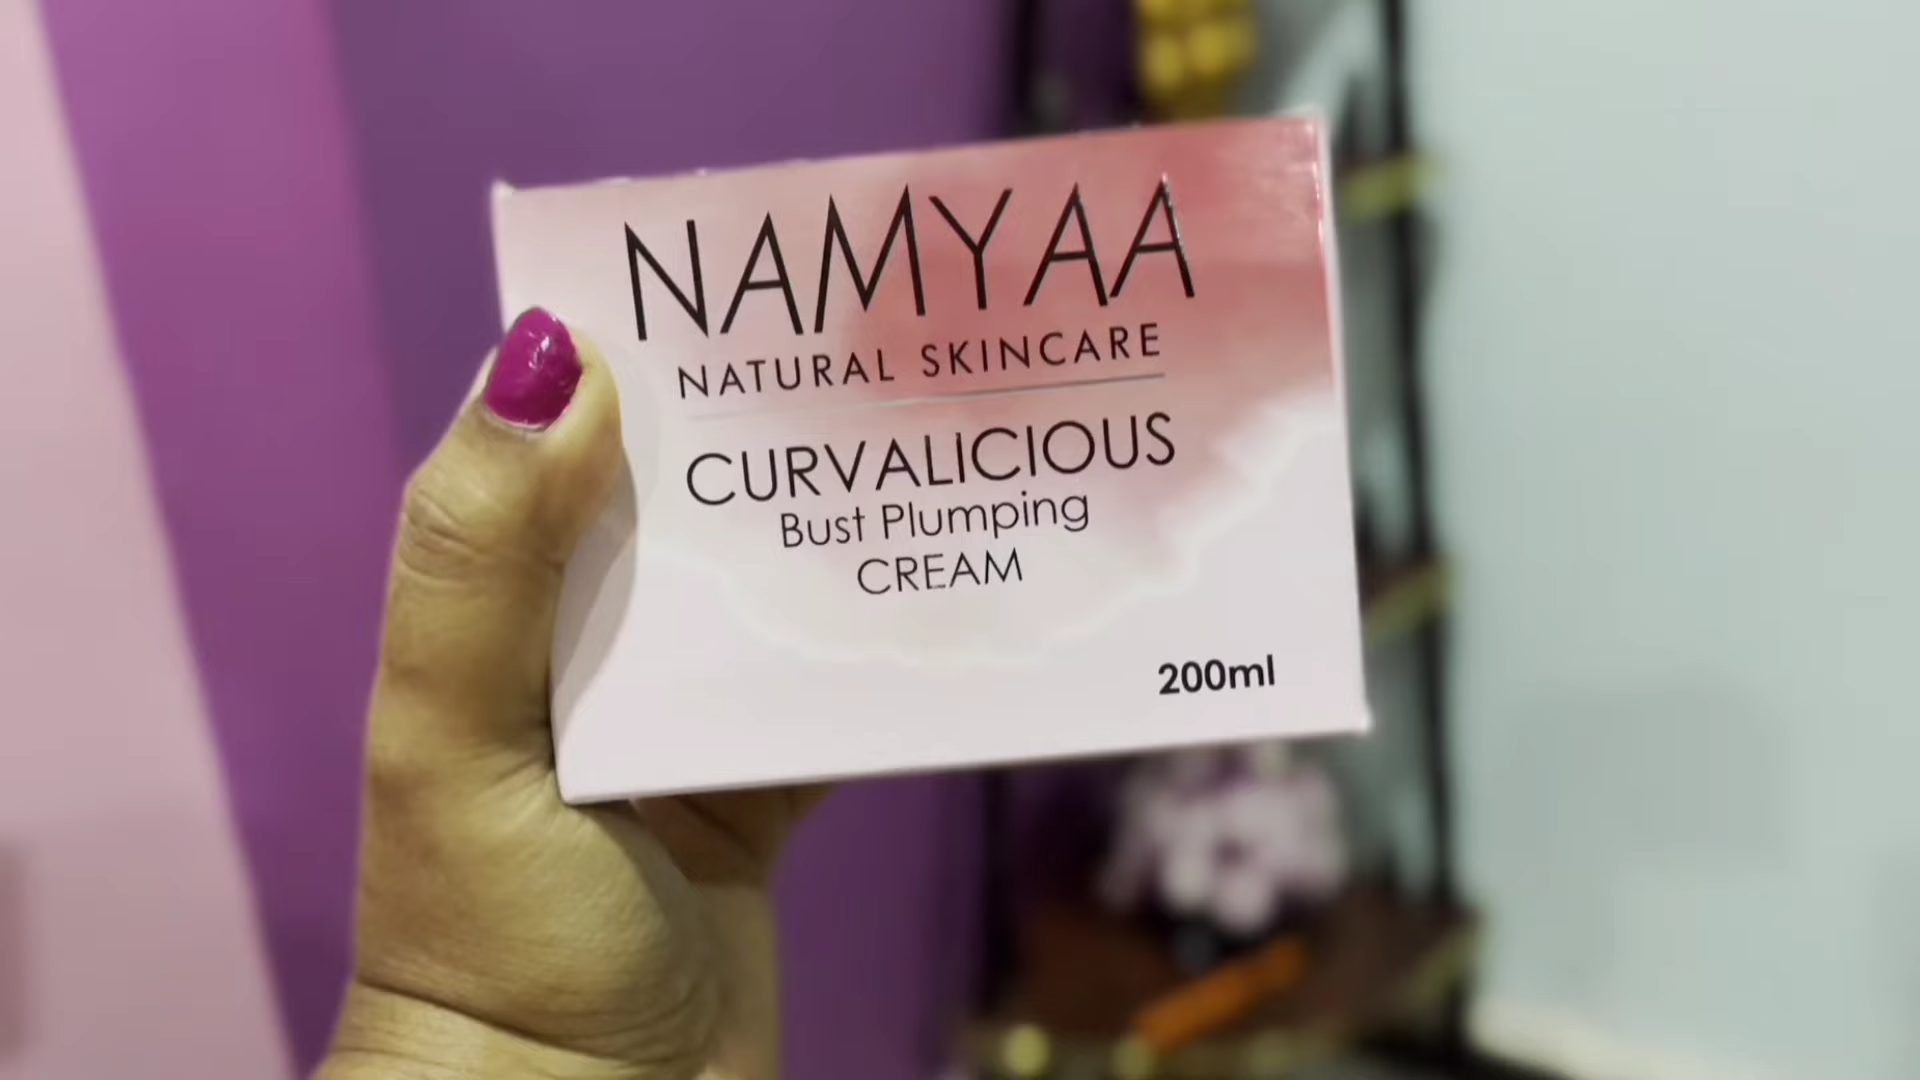 NAMYAA
NATURAL SKINCARE
CURVALICIOUS
Bust Plumping
CREAM
200ml